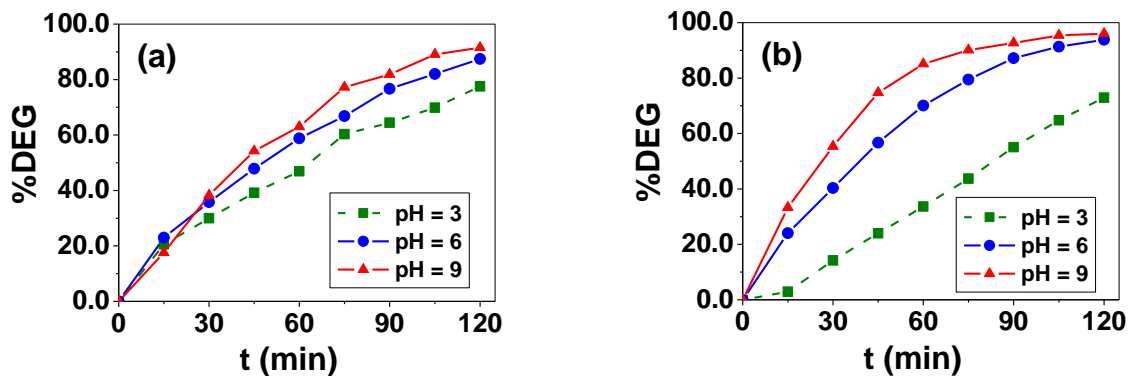 (a)
%DEG
100.0
80.0
60.0
40.0
20.0
0.0
0 30 60 90 120
t (min)
pH = 3
pH = 6
pH = 9
(b)
%DEG
100.0
80.0
60.0
40.0
20.0
0.0
0 30 60 90 120
t (min)
pH = 3
pH = 6
pH = 9